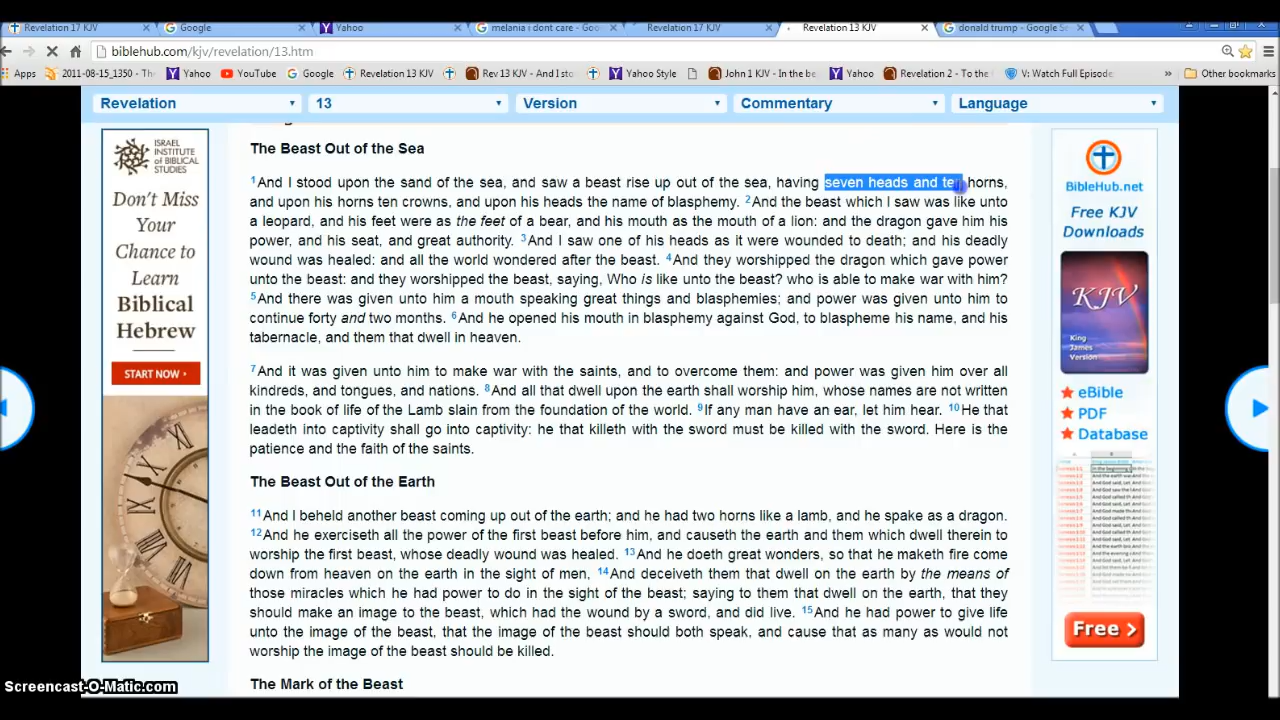 Revelation 17 KJV
Google
Yahoo
melania i dont care - Goo
Revelation 17 KJV
Revelation 13 KJV
donald trump - Google Se
biblehub.com/kjv/revelation/13.htm
Apps 2011-08-15_1350 - The Yahoo YouTube Google Revelation 13 KJV Rev 13 KJV - And I sto Yahoo Style John 1 KJV - In the be Yahoo Revelation 2 - To the V: Watch Full Episode » Other bookmarks
Revelation 13 Version Commentary Language
The Beast Out of the Sea
1And I stood upon the sand of the sea, and saw a beast rise up out of the sea, having seven heads and ten horns,
and upon his horns ten crowns, and upon his heads the name of blasphemy. 2And the beast which I saw was like unto
a leopard, and his feet were as the feet of a bear, and his mouth as the mouth of a lion: and the dragon gave him his
power, and his seat, and great authority. 3And I saw one of his heads as it were wounded to death; and his deadly
wound was healed: and all the world wondered after the beast. 4And they worshipped the dragon which gave power
unto the beast: and they worshipped the beast, saying, Who is like unto the beast? who is able to make war with him?
5And there was given unto him a mouth speaking great things and blasphemies; and power was given unto him to
continue forty and two months. 6And he opened his mouth in blasphemy against God, to blaspheme his name, and his
tabernacle, and them that dwell in heaven.
7And it was given unto him to make war with the saints, and to overcome them: and power was given him over all
kindreds, and tongues, and nations. 8And all that dwell upon the earth shall worship him, whose names are not written
in the book of life of the Lamb slain from the foundation of the world. 9If any man have an ear, let him hear. 10He that
leadeth into captivity shall go into captivity: he that killeth with the sword must be killed with the sword. Here is the
patience and the faith of the saints.
The Beast Out of the Earth
11And I beheld another beast coming up out of the earth; and he had two horns like a lamb, and he spake as a dragon.
12And he exerciseth all the power of the first beast before him, and causeth the earth and them which dwell therein to
worship the first beast, whose deadly wound was healed. 13And he doeth great wonders, so that he maketh fire come
down from heaven on the earth in the sight of men, 14And deceiveth them that dwell on the earth by the means of
those miracles which he had power to do in the sight of the beast; saying to them that dwell on the earth, that they
should make an image to the beast, which had the wound by a sword, and did live. 15And he had power to give life
unto the image of the beast, that the image of the beast should both speak, and cause that as many as would not
worship the image of the beast should be killed.
The Mark of the Beast
ISRAEL
INSTITUTE
OF BIBLICAL
STUDIES
Don't Miss
Your
Chance to
Learn
Biblical
Hebrew
START NOW
BibleHub.net
Free KJV
Downloads
KJV
King
James
Version
eBible
PDF
Database
Free >
Screencast-O-Matic.com